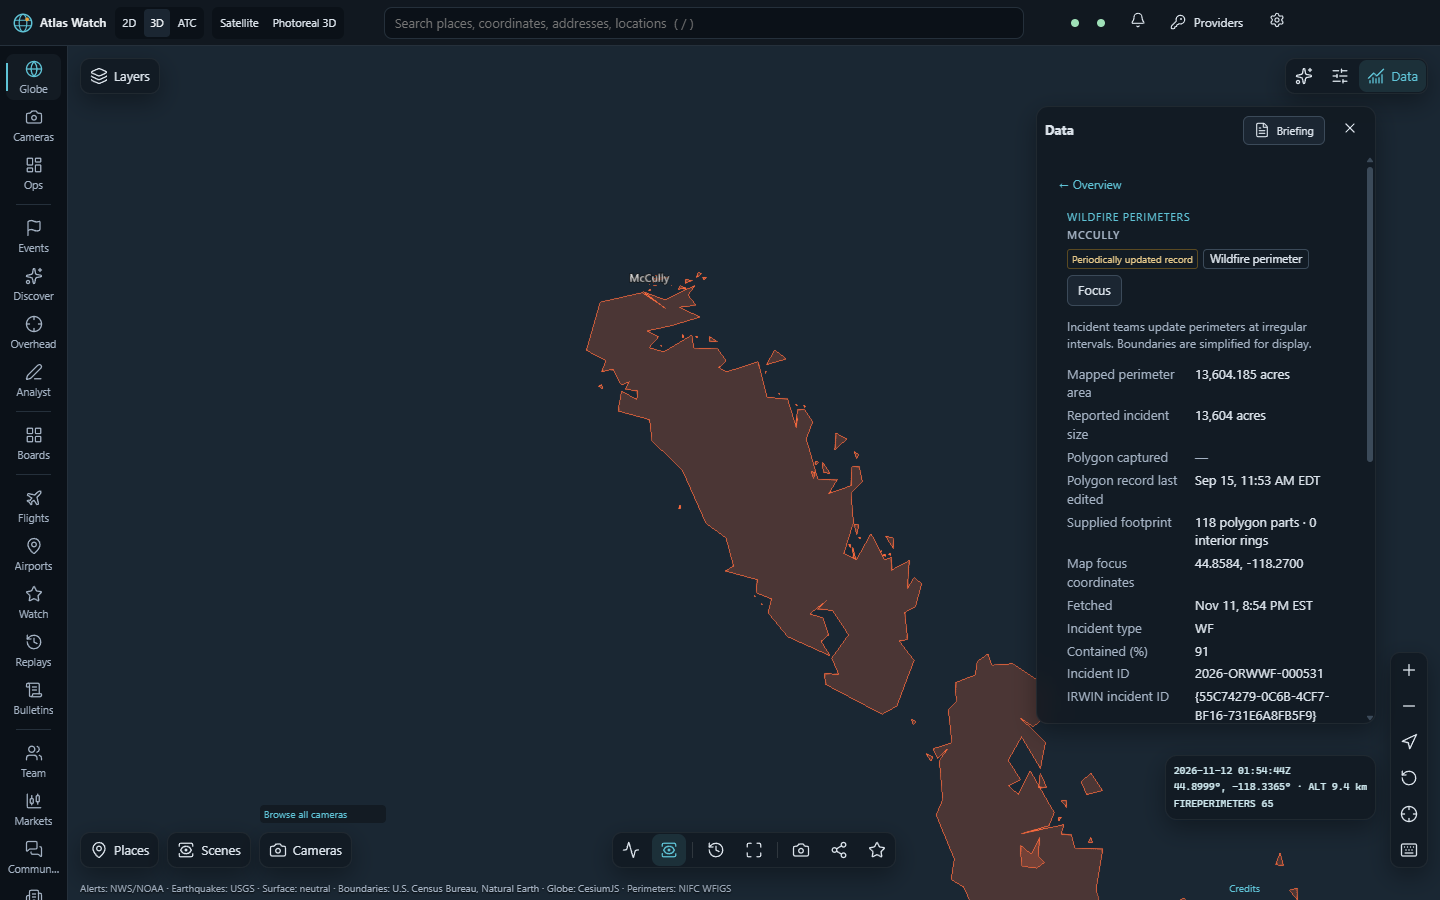 Atlas Watch
2D 3D ATC
Satellite Photoreal 3D
Search places, coordinates, addresses, locations ( / )
Providers
Globe
Cameras
Ops
Events
Discover
Overhead
Analyst
Boards
Flights
Airports
Watch
Replays
Bulletins
Team
Markets
Commun...
Layers
Data
McCully
Data
Briefing
← Overview
WILDFIRE PERIMETERS
MCCULLY
Periodically updated record
Wildfire perimeter
Focus
Incident teams update perimeters at irregular
intervals. Boundaries are simplified for display.
Mapped perimeter area 13,604.185 acres
Reported incident size 13,604 acres
Polygon captured —
Polygon record last edited Sep 15, 11:53 AM EDT
Supplied footprint 118 polygon parts · 0 interior rings
Map focus coordinates 44.8584, -118.2700
Fetched Nov 11, 8:54 PM EST
Incident type WF
Contained (%) 91
Incident ID 2026-ORWWF-000531
IRWIN incident ID {55C74279-0C6B-4CF7-BF16-731E6A8FB5F9}
2026-11-12 01:54:44Z
44.8999°, -118.3365° · ALT 9.4 km
FIREPERIMETERS 65
Browse all cameras
Places
Scenes
Cameras
Alerts: NWS/NOAA · Earthquakes: USGS · Surface: neutral · Boundaries: U.S. Census Bureau, Natural Earth · Globe: CesiumJS · Perimeters: NIFC WFIGS
Credits